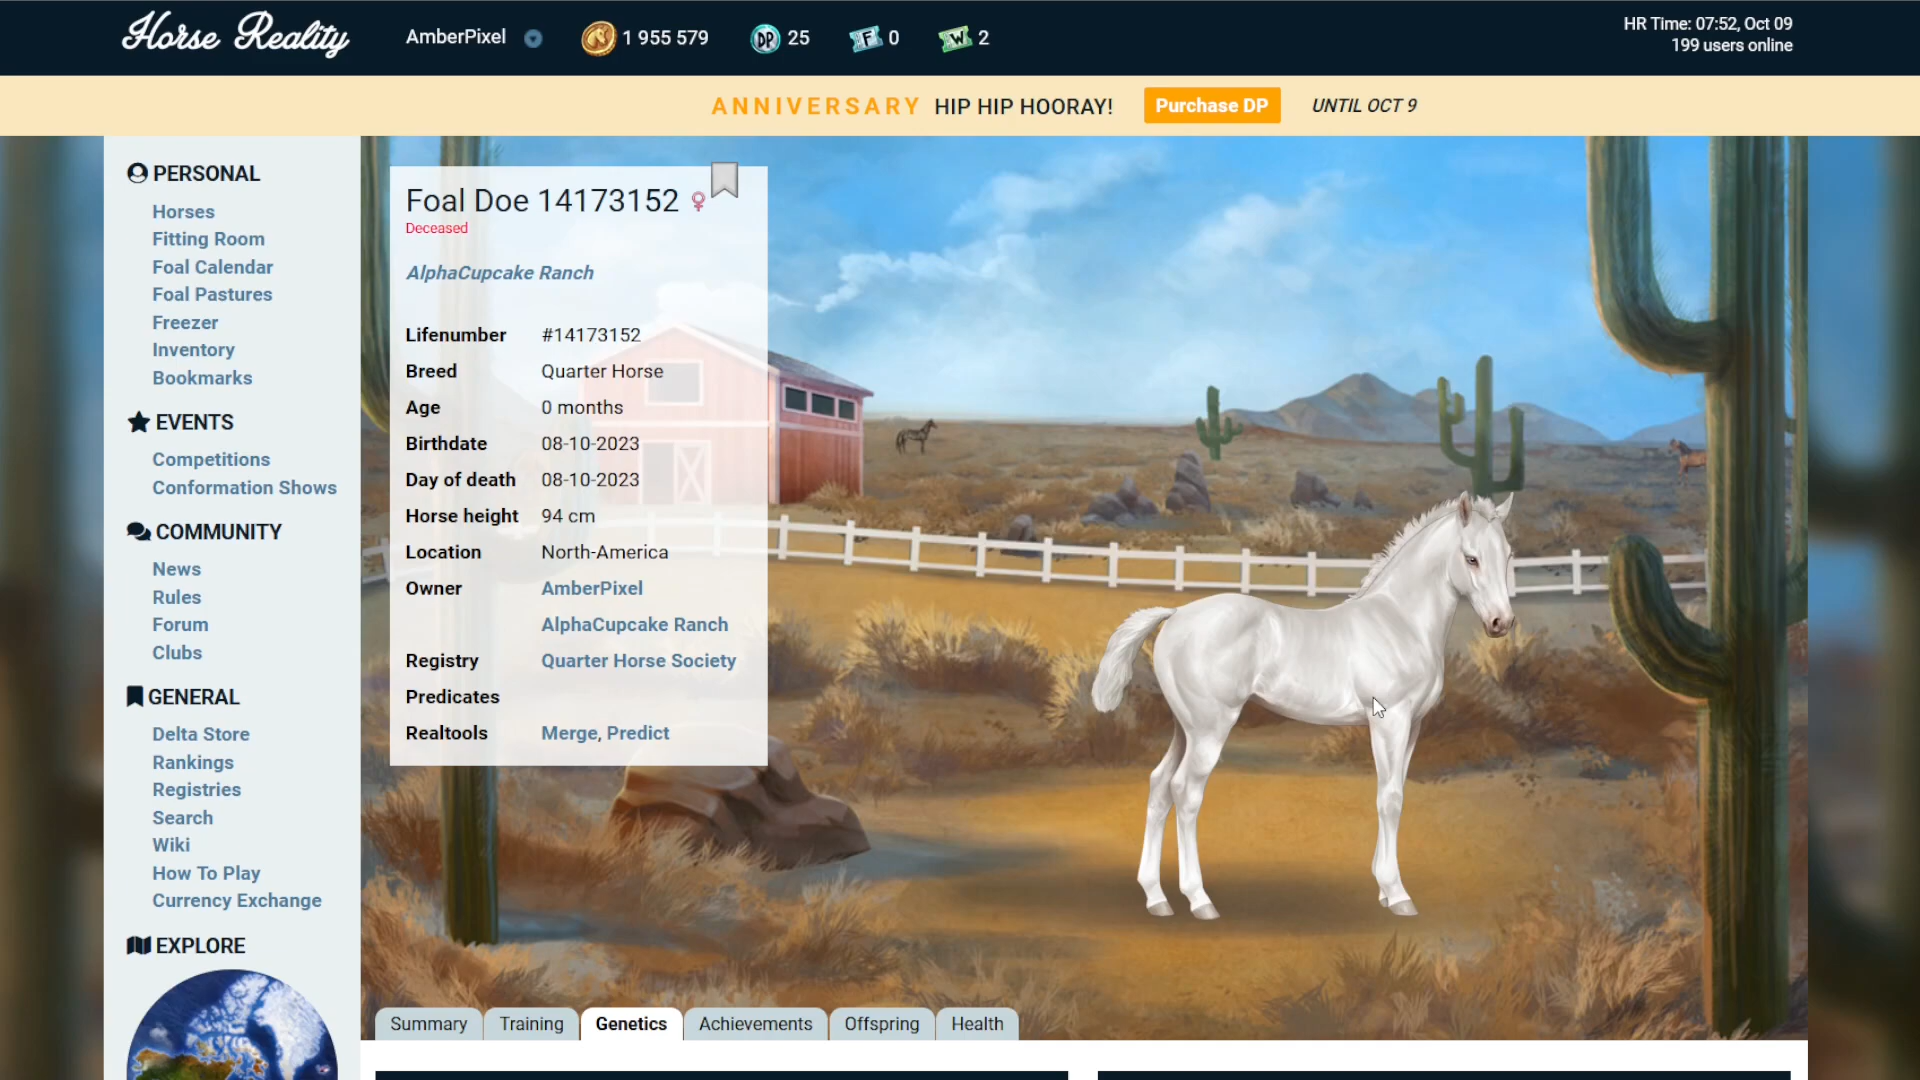 Horse Reality
AmberPixel
1 955 579
DP
25
F
0
W
2
HR Time: 07:52, Oct 09
199 users online
ANNIVERSARY HIP HIP HOORAY! Purchase DP UNTIL OCT 9
PERSONAL
Horses
Fitting Room
Foal Calendar
Foal Pastures
Freezer
Inventory
Bookmarks
EVENTS
Competitions
Conformation Shows
COMMUNITY
News
Rules
Forum
Clubs
GENERAL
Delta Store
Rankings
Registries
Search
Wiki
How To Play
Currency Exchange
EXPLORE
Foal Doe 14173152 ♀
Deceased
AlphaCupcake Ranch
Lifenumber #14173152
Breed Quarter Horse
Age 0 months
Birthdate 08-10-2023
Day of death 08-10-2023
Horse height 94 cm
Location North-America
Owner AmberPixel
AlphaCupcake Ranch
Registry Quarter Horse Society
Predicates
Realtools Merge, Predict
Summary Training Genetics Achievements Offspring Health